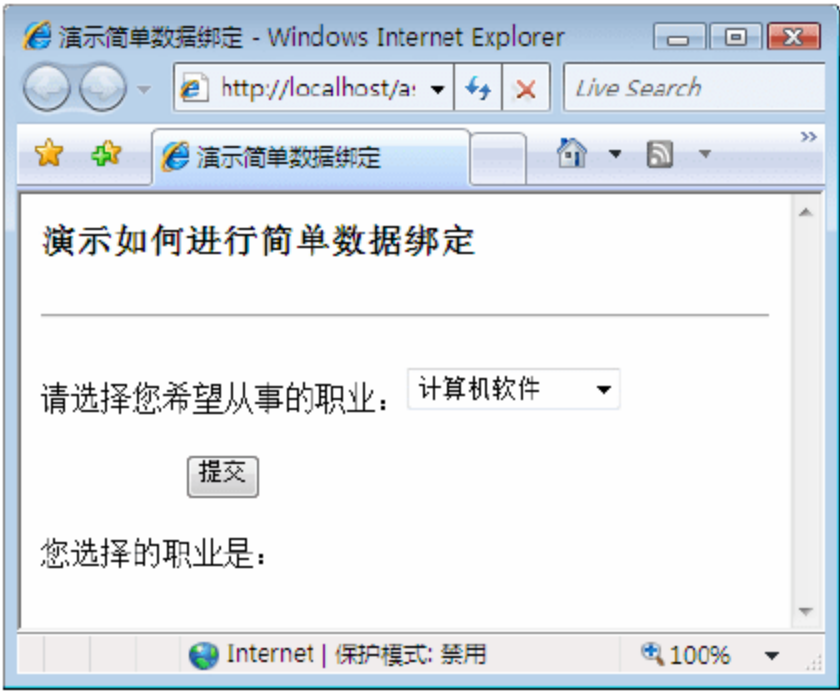 演示简单数据绑定 - Windows Internet Explorer
http://localhost/a
Live Search
演示简单数据绑定
演示如何进行简单数据绑定
请选择您希望从事的职业： 计算机软件
提交
您选择的职业是：
Internet | 保护模式: 禁用 100%